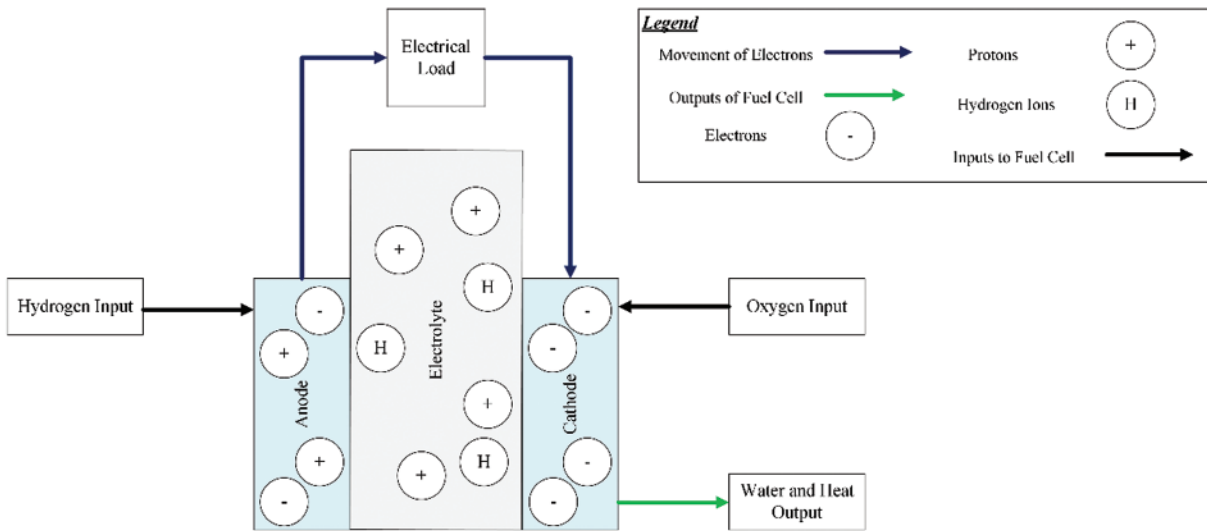 Legend
Movement of Electrons
Protons
+
Outputs of Fuel Cell
Hydrogen Ions
H
Electrons
-
Inputs to Fuel Cell
Electrical
Load
+
+
H
Hydrogen Input
-
-
Oxygen Input
+
H
-
Electrolyte
Anode
Cathode
+
+
H
-
+
-
-
Water and Heat
Output